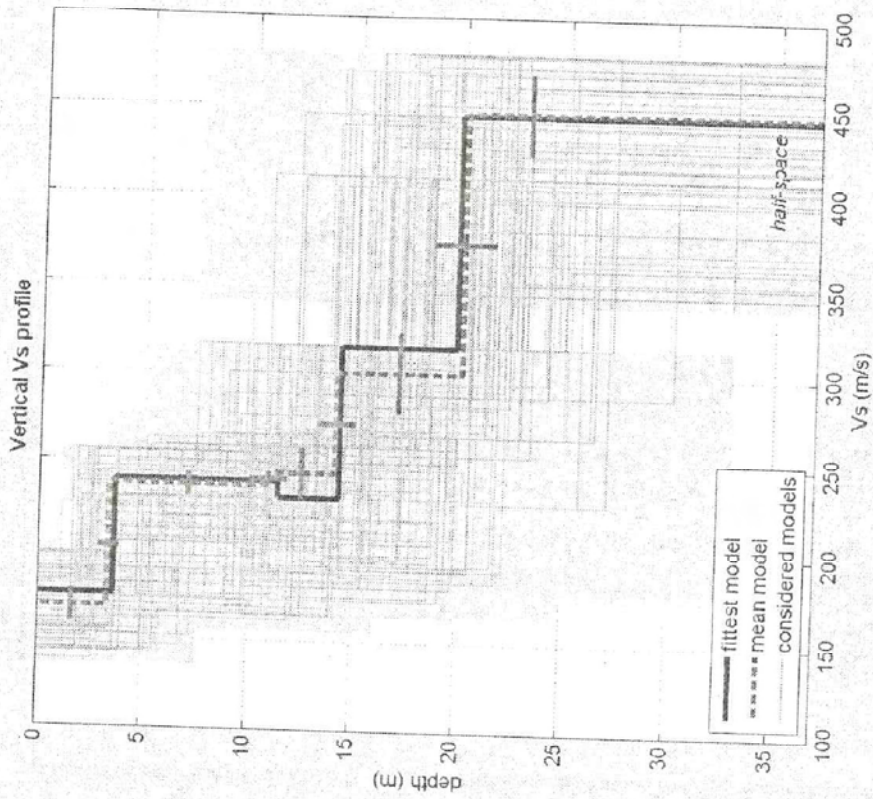 Vertical Vs profile
0
5
10
15
20
25
30
35
depth (m)
100
150
200
250
300
350
400
450
500
Vs (m/s)
half-space
fittest model
mean model
considered models